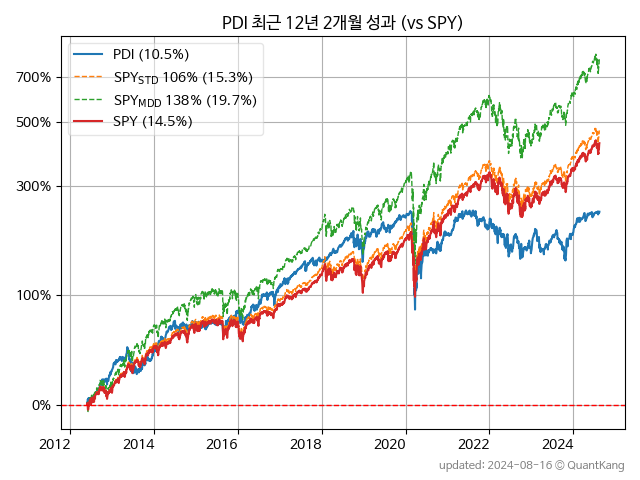 PDI 최근 12년 2개월 성과 (vs SPY)
PDI (10.5%)
SPY_STD 106% (15.3%)
SPY_MDD 138% (19.7%)
SPY (14.5%)
700%
500%
300%
100%
0%
2012 2014 2016 2018 2020 2022 2024
updated: 2024-08-16 © QuantKang